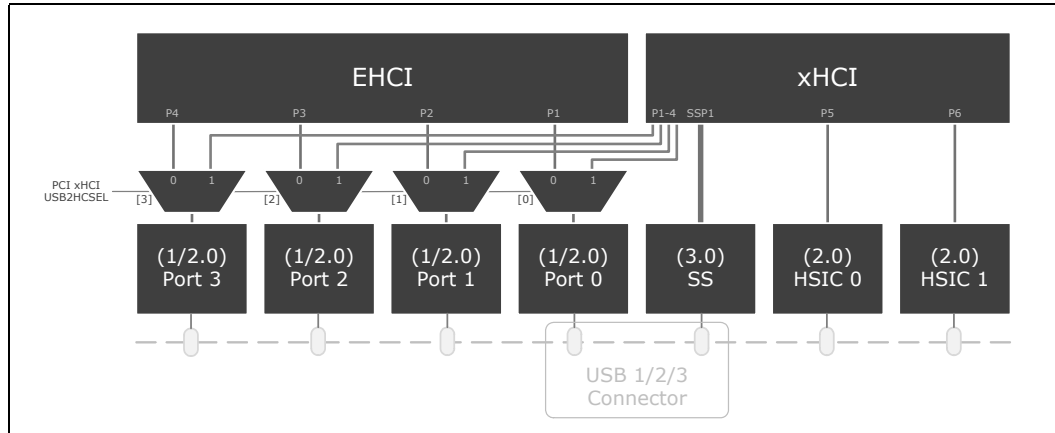 EHCI
xHCI
P4 P3 P2 P1 P1-4 SSP1 P5 P6
0 1 0 1 0 1 0 1
PCI xHCI
USB2HCSEL
[3] [2] [1] [0]
(1/2.0)
Port 3
(1/2.0)
Port 2
(1/2.0)
Port 1
(1/2.0)
Port 0
(3.0)
SS
(2.0)
HSIC 0
(2.0)
HSIC 1
USB 1/2/3
Connector